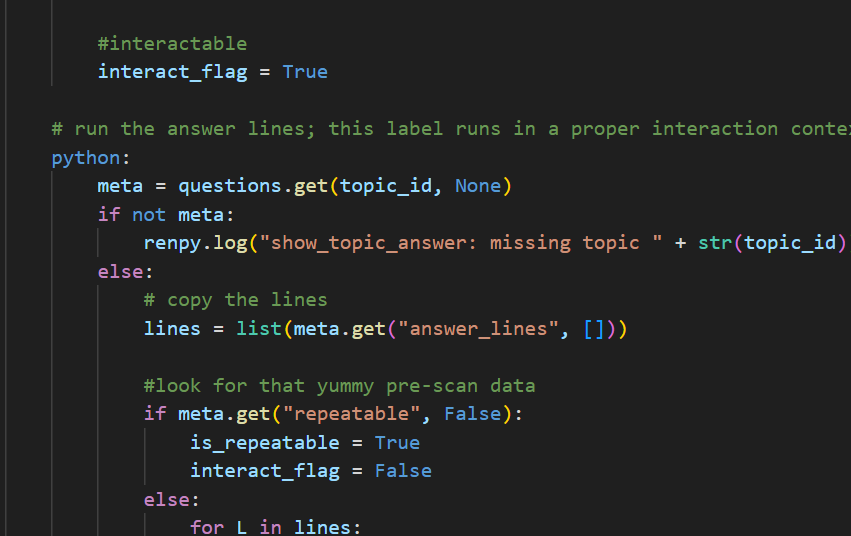 #interactable
interact_flag = True
# run the answer lines; this label runs in a proper interaction
python:
meta = questions.get(topic_id, None)
if not meta:
renpy.log("show_topic_answer: missing topic " + str(topic_id)
else:
# copy the lines
lines = list(meta.get("answer_lines", []))
#look for that yummy pre-scan data
if meta.get("repeatable", False):
is_repeatable = True
interact_flag = False
else:
for L in lines: